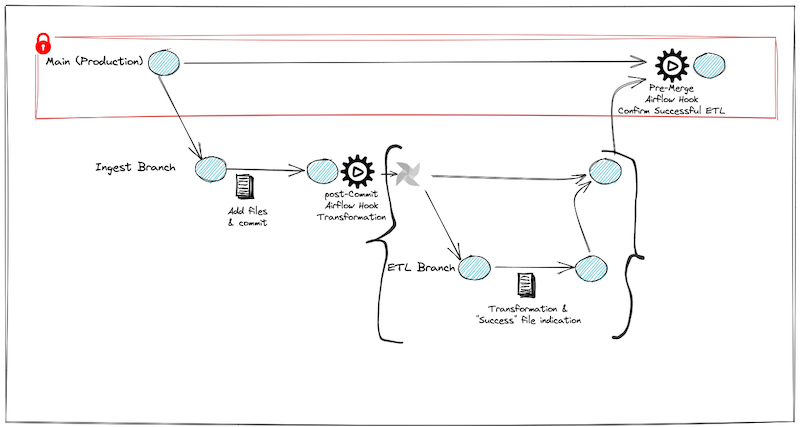 Main (Production)
Pre-Merge
Airflow Hook
Confirm Successful ETL
Ingest Branch
Add files
& commit
post-Commit
Airflow Hook
Transformation
ETL Branch
Transformation &
"Success" file indication